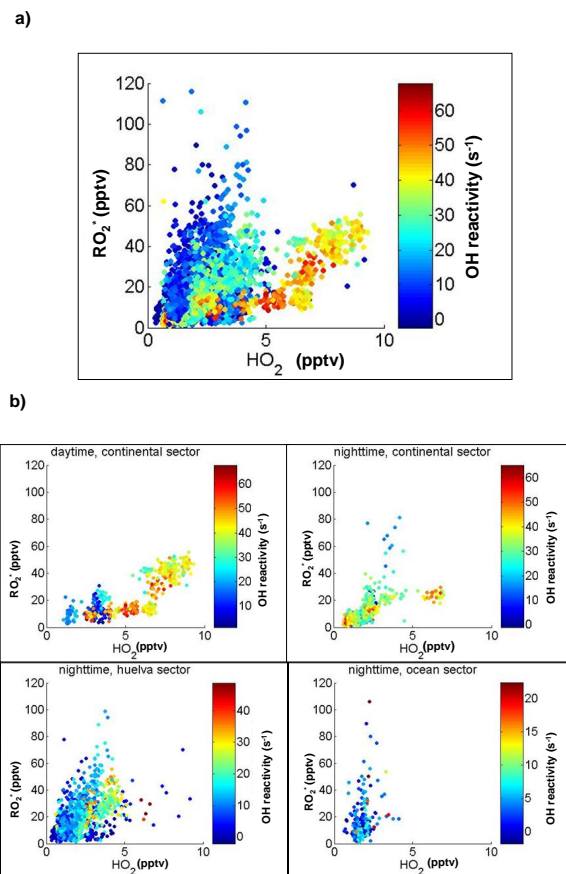 a)
120
100
80
60
40
20
0
RO2* (pptv)
0 5 10
HO2 (pptv)
60
50
40
30
20
10
0
OH reactivity (s-1)
b)
daytime, continental sector
120
100
80
60
40
20
0
RO2* (pptv)
0 5 10
HO2 (pptv)
60
50
40
30
20
10
OH reactivity (s-1)
nighttime, continental sector
120
100
80
60
40
20
0
RO2* (pptv)
0 5 10
HO2 (pptv)
60
50
40
30
20
10
0
OH reactivity (s-1)
nighttime, huelva sector
120
100
80
60
40
20
0
RO2* (pptv)
0 5 10
HO2 (pptv)
40
30
20
10
0
OH reactivity (s-1)
nighttime, ocean sector
120
100
80
60
40
20
0
RO2* (pptv)
0 5 10
HO2 (pptv)
20
15
10
5
0
OH reactivity (s-1)